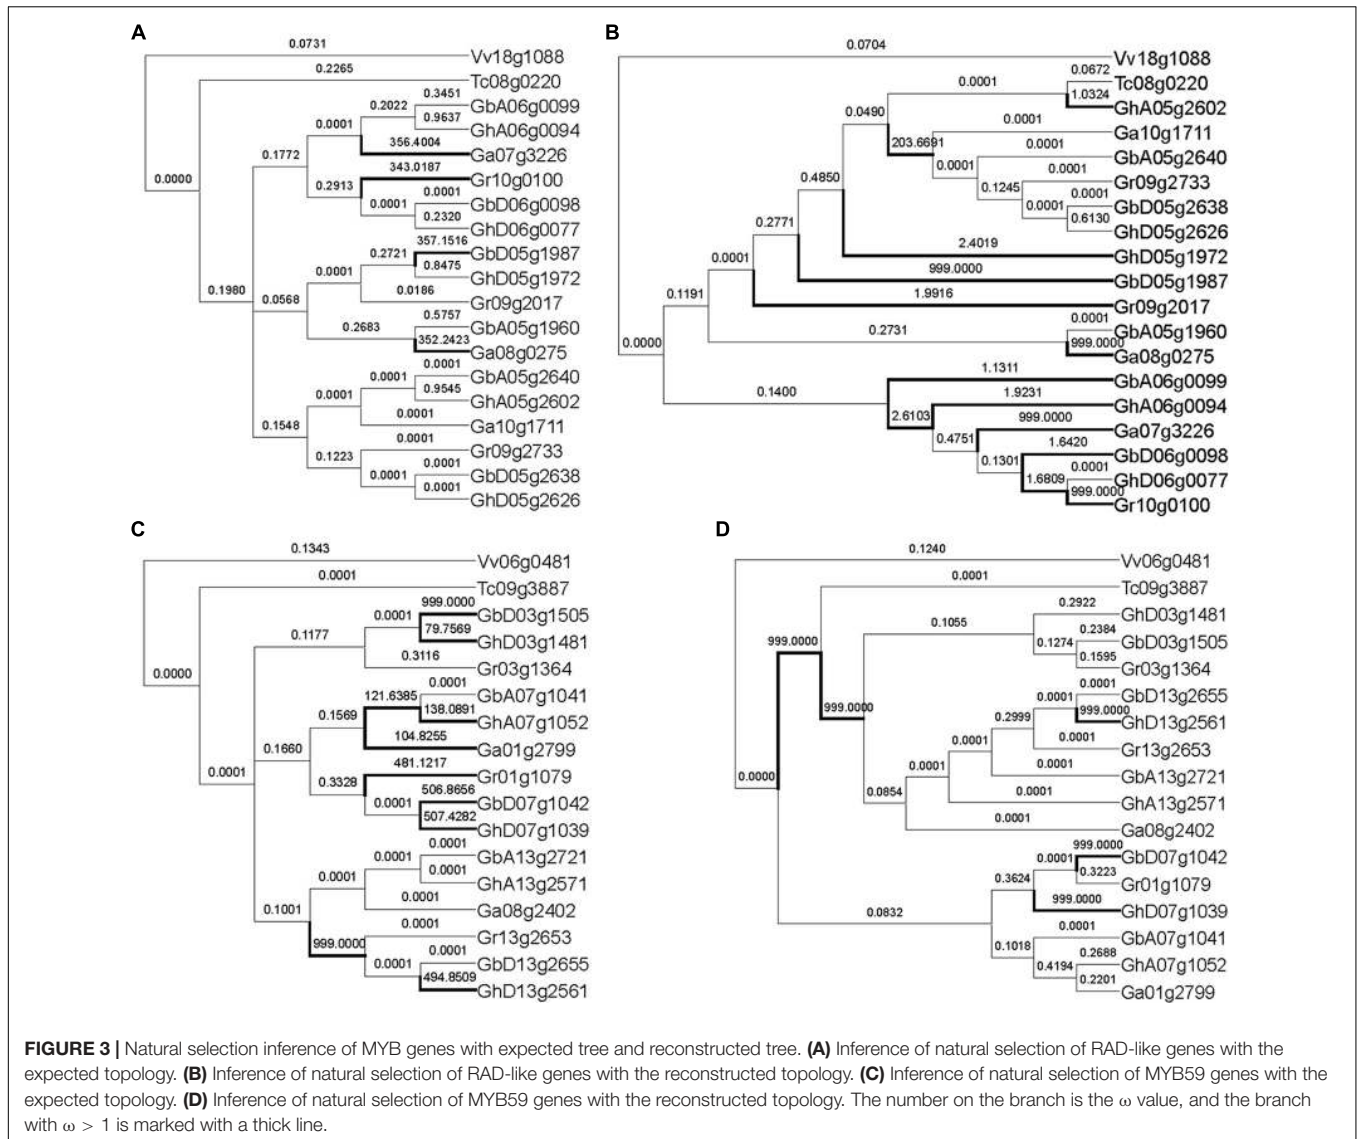 A
0.0731
Vv18g1088
0.2265
Tc08g0220
0.3451
GbA06g0099
0.2022
0.9637
GhA06g0094
0.0001
356.4004
Ga07g3226
0.1772
343.0187
Gr10g0100
0.2913
0.0001
GbD06g0098
0.0001
0.2320
GhD06g0077
0.0000
357.1516
GbD05g1987
0.2721
0.8475
GhD05g1972
0.0001
0.0186
Gr09g2017
0.1980
0.0568
0.5757
GbA05g1960
0.2683
352.2423
Ga08g0275
0.0001
GbA05g2640
0.0001
0.9545
GhA05g2602
0.0001
0.0001
Ga10g1711
0.1548
0.0001
Gr09g2733
0.1223
0.0001
GbD05g2638
0.0001
0.0001
GhD05g2626
B
0.0704
Vv18g1088
0.0672
Tc08g0220
0.0001
1.0324
GhA05g2602
0.0490
0.0001
Ga10g1711
203.6691
0.0001
GbA05g2640
0.0001
0.0001
Gr09g2733
0.1245
0.0001
GbD05g2638
0.0001
0.6130
GhD05g2626
0.4850
2.4019
GhD05g1972
0.2771
999.0000
GbD05g1987
0.0001
1.9916
Gr09g2017
0.1191
0.0001
GbA05g1960
0.2731
999.0000
Ga08g0275
0.0000
1.1311
GbA06g0099
0.1400
1.9231
GhA06g0094
2.6103
999.0000
Ga07g3226
0.4751
1.6420
GbD06g0098
0.1301
0.0001
GhD06g0077
1.6809
999.0000
Gr10g0100
C
0.1343
Vv06g0481
0.0001
Tc09g3887
999.0000
GbD03g1505
0.0001
79.7569
GhD03g1481
0.1177
0.3116
Gr03g1364
0.0000
0.0001
GbA07g1041
121.6385
138.0891
GhA07g1052
0.1569
104.8255
Ga01g2799
0.1660
481.1217
Gr01g1079
0.3328
506.8656
GbD07g1042
0.0001
507.4282
GhD07g1039
0.0001
0.0001
GbA13g2721
0.0001
0.0001
GhA13g2571
0.0001
0.0001
Ga08g2402
0.1001
0.0001
Gr13g2653
999.0000
0.0001
GbD13g2655
0.0001
494.8509
GhD13g2561
D
0.1240
Vv06g0481
0.0001
Tc09g3887
0.2922
GhD03g1481
0.1055
0.2384
GbD03g1505
0.1274
0.1595
Gr03g1364
999.0000
0.0001
GbD13g2655
0.0001
999.0000
GhD13g2561
999.0000
0.2999
0.0001
Gr13g2653
0.0001
0.0001
GbA13g2721
0.0001
0.0001
GhA13g2571
0.0854
0.0001
Ga08g2402
0.0000
999.0000
GbD07g1042
0.0001
0.3223
Gr01g1079
0.3624
999.0000
GhD07g1039
0.0832
0.0001
GbA07g1041
0.1018
0.2688
GhA07g1052
0.4194
0.2201
Ga01g2799
FIGURE 3 | Natural selection inference of MYB genes with expected tree and reconstructed tree. (A) Inference of natural selection of RAD-like genes with the
expected topology. (B) Inference of natural selection of RAD-like genes with the reconstructed topology. (C) Inference of natural selection of MYB59 genes with the
expected topology. (D) Inference of natural selection of MYB59 genes with the reconstructed topology. The number on the branch is the ω value, and the branch
with ω > 1 is marked with a thick line.